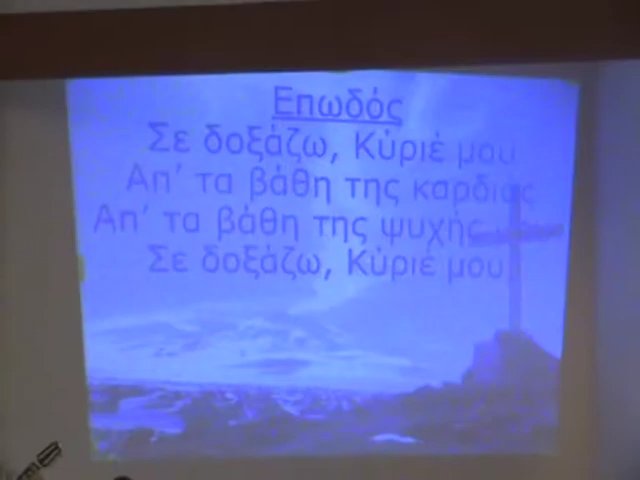 Επωδός
Σε δοξάζω, Κύριέ μου
Απ' τα βάθη της καρδιάς
Απ' τα βάθη της ψυχής
Σε δοξάζω, Κύριέ μου